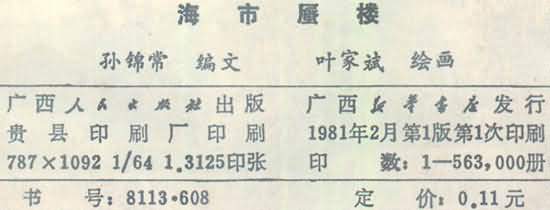 海市蜃楼
孙锦常 编文 叶家斌 绘画
广西人民出版社出版 广西新华书店发行
贵县印刷厂印刷 1981年2月第1版第1次印刷
787×1092 1/64 1.3125印张 印 数:1—563,000册
书 号:8113·608 定 价:0.11元